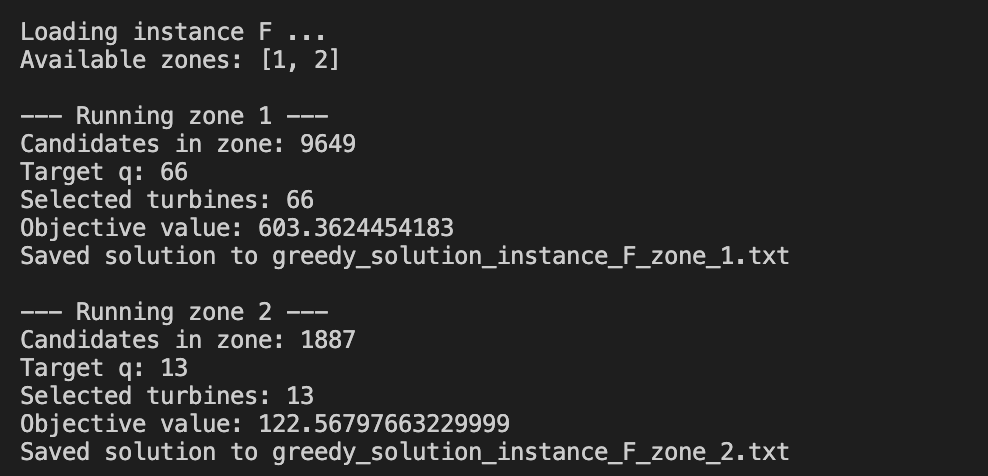 Loading instance F ...
Available zones: [1, 2]
--- Running zone 1 ---
Candidates in zone: 9649
Target q: 66
Selected turbines: 66
Objective value: 603.3624454183
Saved solution to greedy_solution_instance_F_zone_1.txt
--- Running zone 2 ---
Candidates in zone: 1887
Target q: 13
Selected turbines: 13
Objective value: 122.56797663229999
Saved solution to greedy_solution_instance_F_zone_2.txt